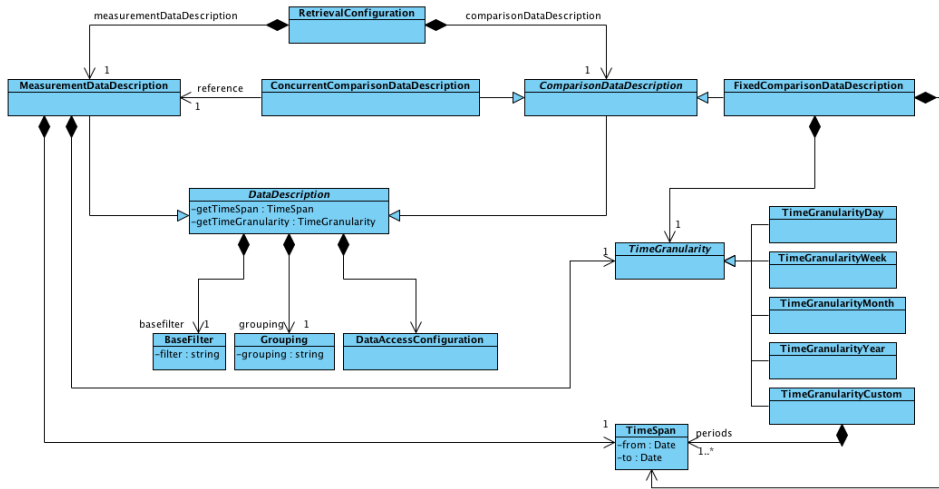 measurementDataDescription
RetrievalConfiguration
comparisonDataDescription
1
1
MeasurementDataDescription
reference
1
ConcurrentComparisonDataDescription
ComparisonDataDescription
FixedComparisonDataDescription
DataDescription
-getTimeSpan : TimeSpan
-getTimeGranularity : TimeGranularity
1
TimeGranularityDay
1
TimeGranularity
TimeGranularityWeek
TimeGranularityMonth
basefilter
1
grouping
1
BaseFilter
-filter : string
Grouping
-grouping : string
DataAccessConfiguration
TimeGranularityYear
TimeGranularityCustom
1
TimeSpan
-from : Date
-to : Date
periods
1..*